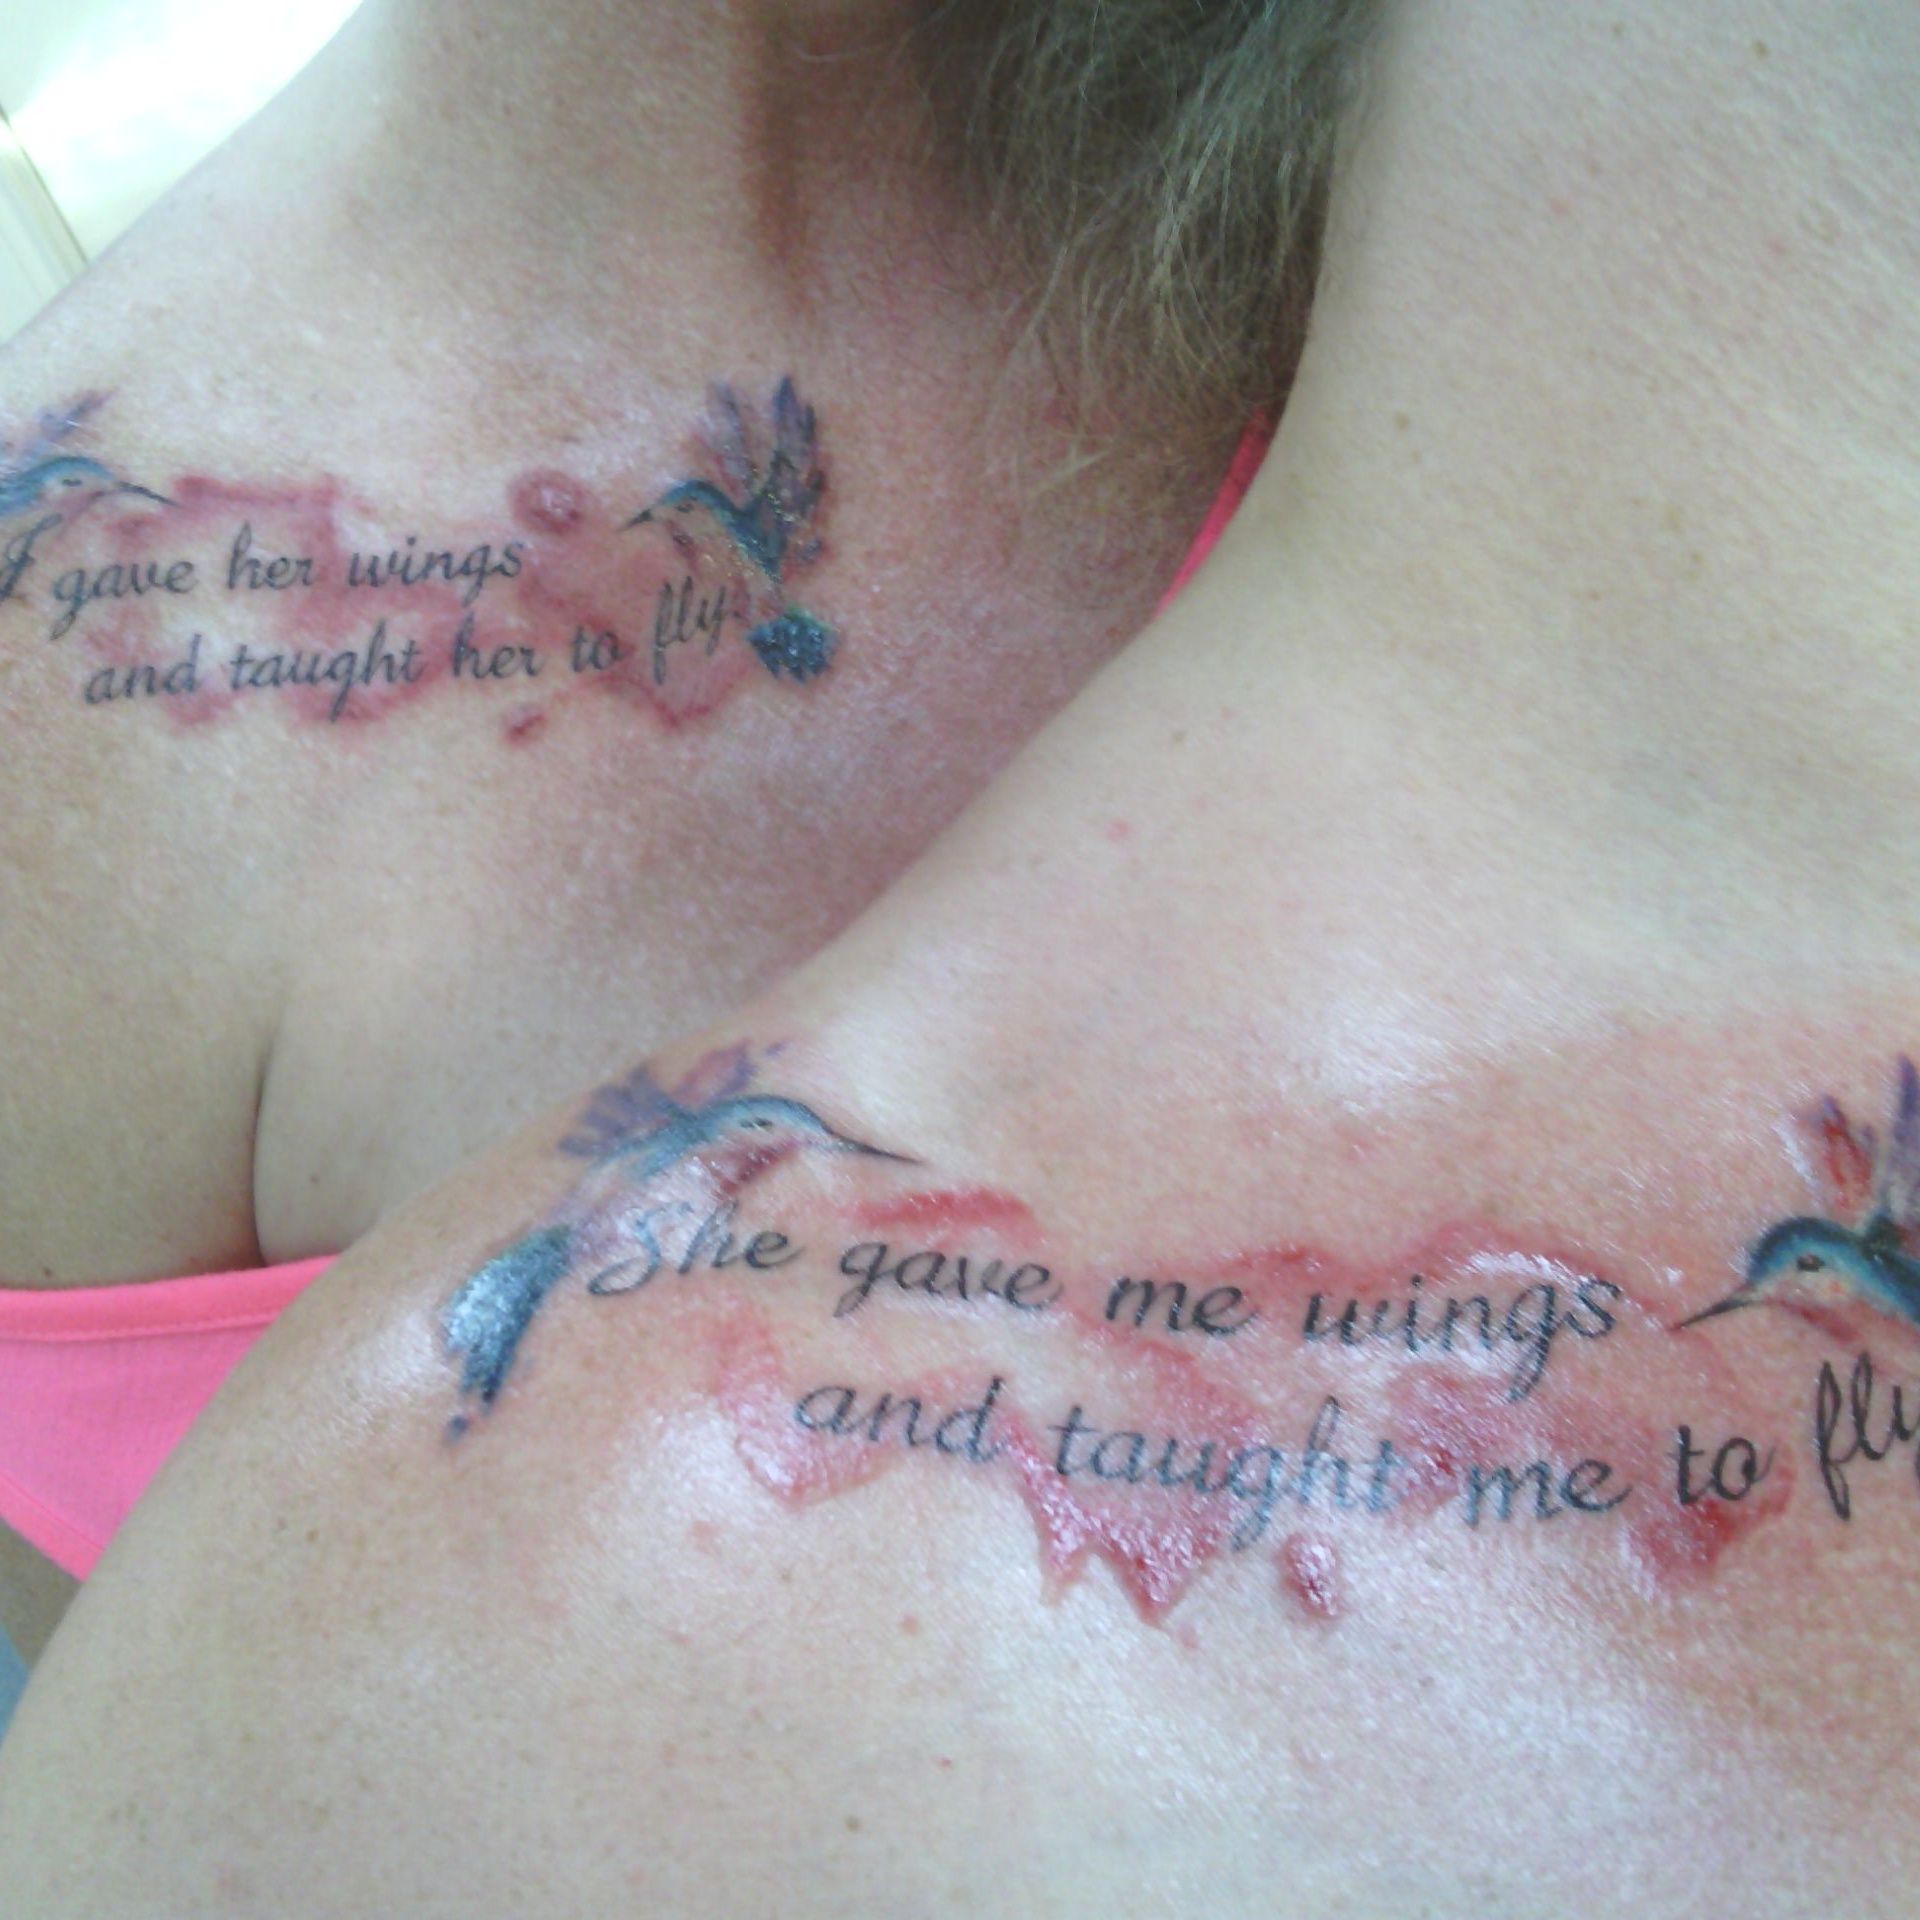 I gave her wings
and taught her to fly.
She gave me wings
and taught me to fly